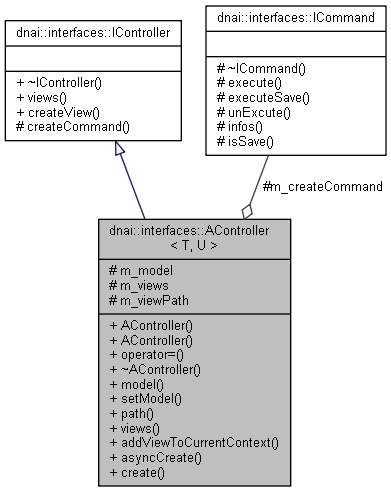 dnai::interfaces::IController
+ ~IController()
+ views()
+ createView()
# createCommand()
dnai::interfaces::ICommand
# ~ICommand()
# execute()
# executeSave()
# unExcute()
# infos()
# isSave()
#m_createCommand
dnai::interfaces::AController
< T, U >
# m_model
# m_views
# m_viewPath
+ AController()
+ AController()
+ operator=()
+ ~AController()
+ model()
+ setModel()
+ path()
+ views()
+ addViewToCurrentContext()
+ asyncCreate()
+ create()